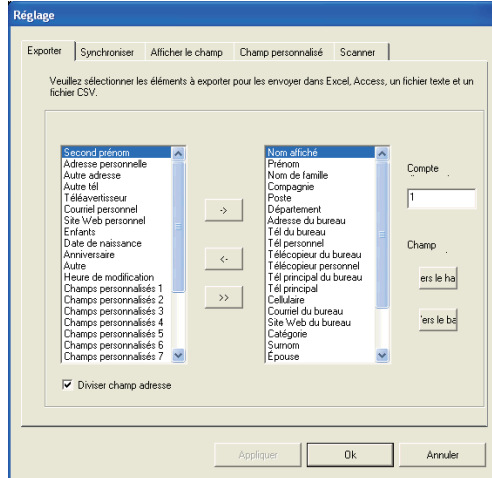 Réglage
Exporter Synchroniser Afficher le champ Champ personnalisé Scanner
Veuillez sélectionner les éléments à exporter pour les envoyer dans Excel, Access, un fichier texte et un
fichier CSV.
Second prénom
Adresse personnelle
Autre adresse
Autre tél
Téléavertisseur
Courriel personnel
Site Web personnel
Enfants
Date de naissance
Anniversaire
Autre
Heure de modification
Champs personnalisés 1
Champs personnalisés 2
Champs personnalisés 3
Champs personnalisés 4
Champs personnalisés 5
Champs personnalisés 6
Champs personnalisés 7
->
<-
>>
Nom affiché
Prénom
Nom de famille
Compagnie
Poste
Département
Adresse du bureau
Tél du bureau
Tél personnel
Télécopieur du bureau
Télécopieur personnel
Tél principal du bureau
Tél principal
Cellulaire
Courriel du bureau
Site Web du bureau
Catégorie
Surnom
Épouse
Compte
1
Champ
ers le ha
'ers le ba
Diviser champ adresse
Appliquer Ok Annuler